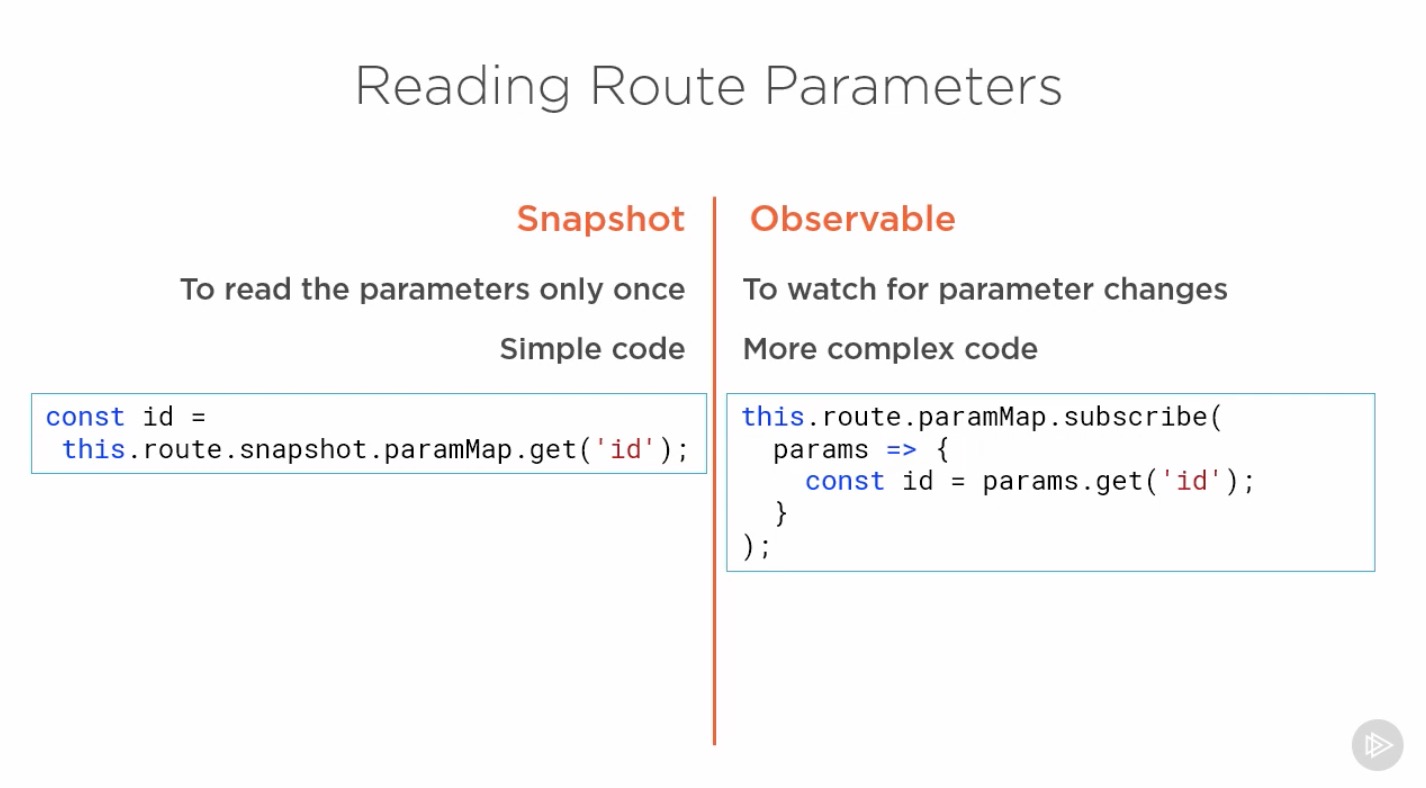 Reading Route Parameters
Snapshot
To read the parameters only once
Simple code
const id =
 this.route.snapshot.paramMap.get('id');
Observable
To watch for parameter changes
More complex code
this.route.paramMap.subscribe(
  params => {
    const id = params.get('id');
  }
);